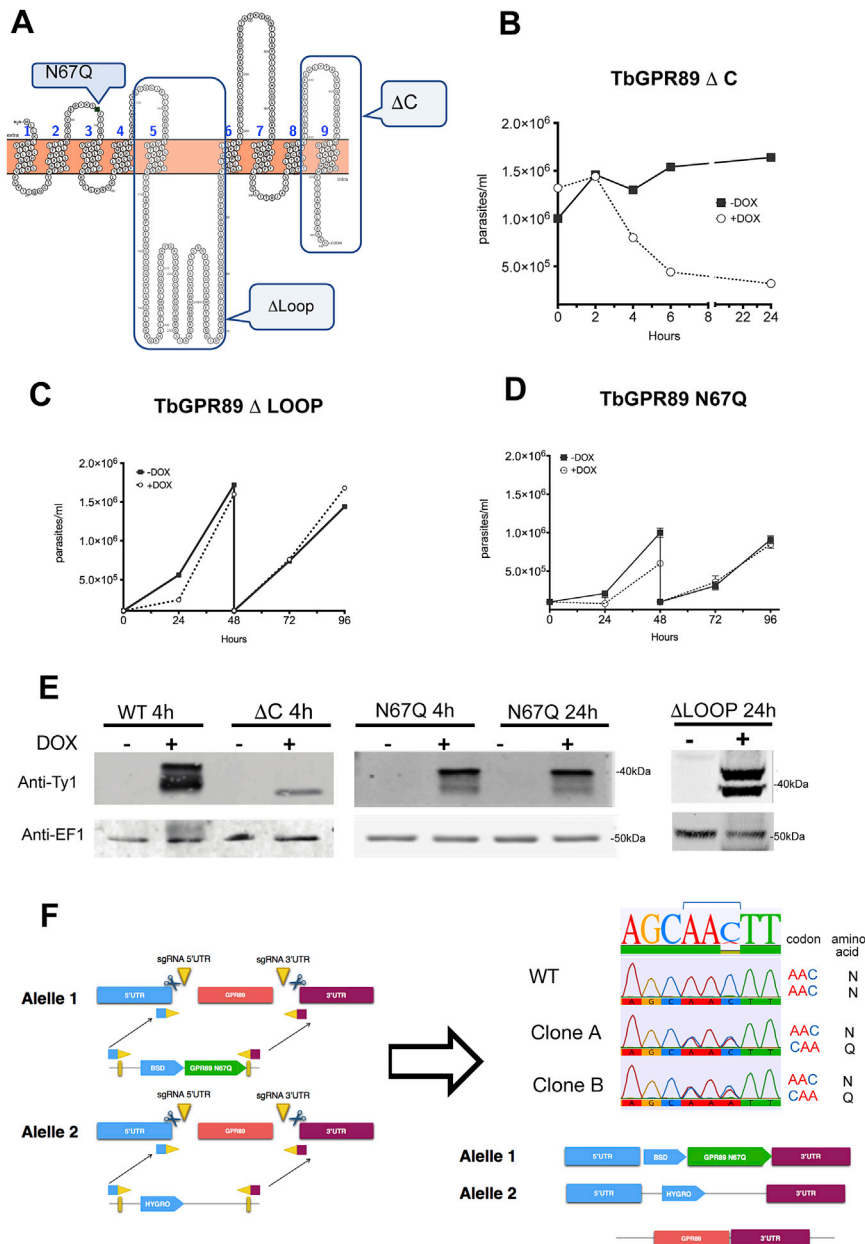 A
N67Q
ΔC
1 2 3 4 5 6 7 8 9
extra
intra
-COOH
ΔLoop
B
TbGPR89 Δ C
parasites/ml
2.0×10⁶
1.5×10⁶
1.0×10⁶
5.0×10⁵
-DOX
+DOX
0 2 4 6 8 22 24
Hours
C
TbGPR89 Δ LOOP
parasites/ml
2.0×10⁶
1.5×10⁶
1.0×10⁶
5.0×10⁵
-DOX
+DOX
0 24 48 72 96
Hours
D
TbGPR89 N67Q
parasites/ml
2.0×10⁶
1.5×10⁶
1.0×10⁶
5.0×10⁵
-DOX
+DOX
0 24 48 72 96
Hours
E
WT 4h ΔC 4h N67Q 4h N67Q 24h ΔLOOP 24h
DOX - + - + - + - + - +
Anti-Ty1 -40kDa -40kDa
Anti-EF1 -50kDa -50kDa
F
sgRNA 5'UTR sgRNA 3'UTR
Alelle 1 5'UTR GPR89 3'UTR
BSD GPR89 N67Q
sgRNA 5'UTR sgRNA 3'UTR
Alelle 2 5'UTR GPR89 3'UTR
HYGRO
AGCAACTT codon amino acid
WT AAC N
AAC N
A G C A A C T T
Clone A AAC N
CAA Q
A G C A A C T T
Clone B AAC N
CAA Q
A G C A A A T T
Alelle 1 5'UTR BSD GPR89 N67Q 3'UTR
Alelle 2 5'UTR HYGRO 3'UTR
GPR89 3'UTR